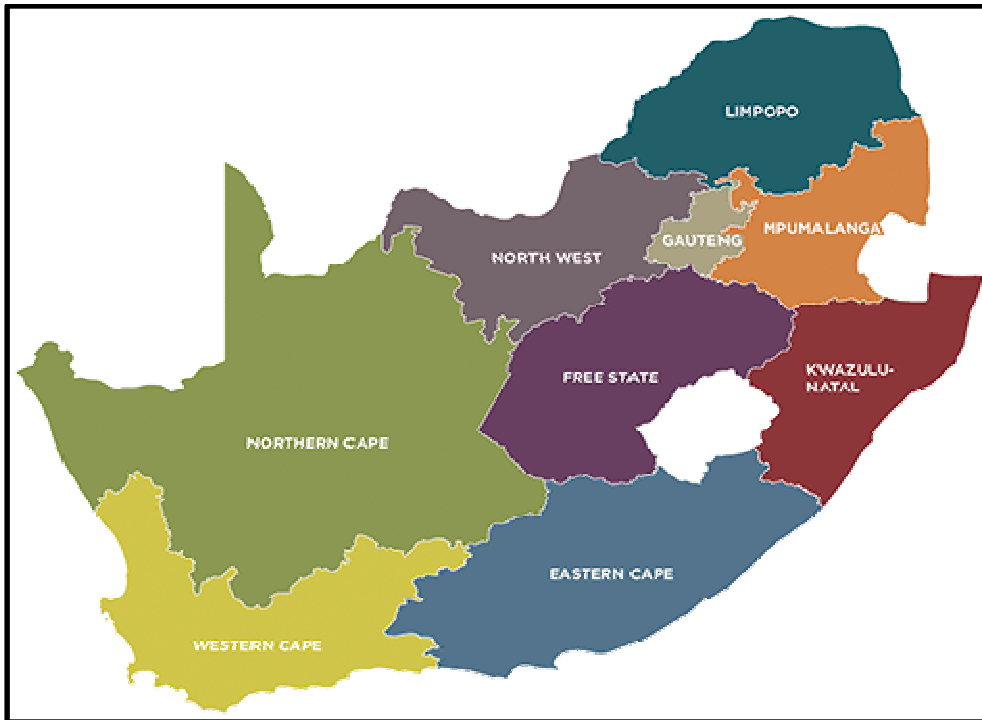 LIMPOPO
MPUMALANGA
GAUTENG
NORTH WEST
KWAZULU-
NATAL
FREE STATE
NORTHERN CAPE
EASTERN CAPE
WESTERN CAPE